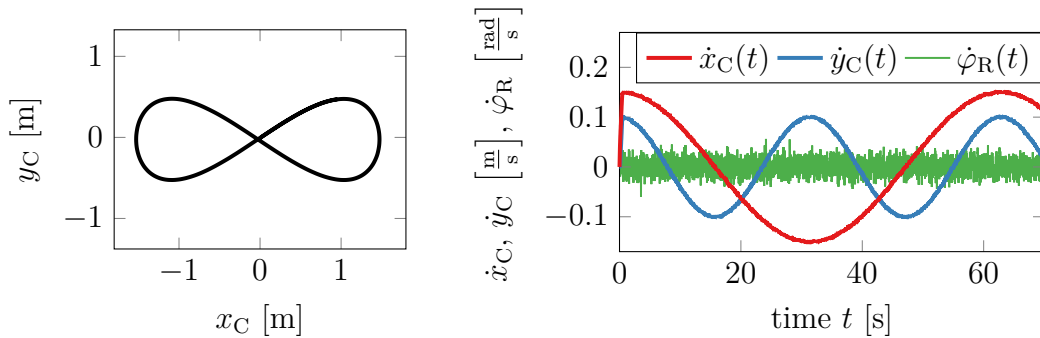 1
0
−1
y_C [m]
−1 0 1
x_C [m]
ẋ_C(t) ẏ_C(t) φ̇_R(t)
0.2
0.1
0
−0.1
ẋ_C, ẏ_C [m/s], φ̇_R [rad/s]
0 20 40 60
time t [s]